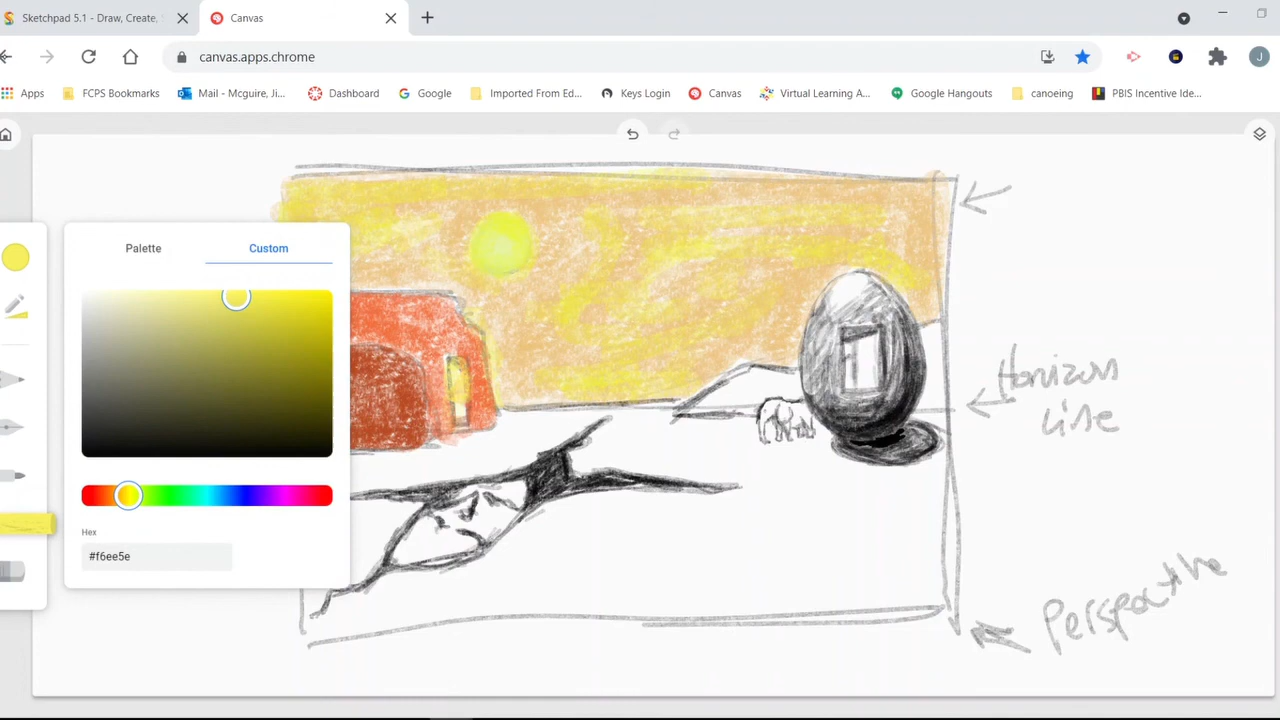 Sketchpad 5.1 - Draw, Create,
Canvas
canvas.apps.chrome
J
Apps
FCPS Bookmarks
Mail - Mcguire, Ji...
Dashboard
Google
Imported From Ed...
Keys Login
Canvas
Virtual Learning A...
Google Hangouts
canoeing
PBIS Incentive Ide...
Palette
Custom
Hex
#f6ee5e
Horizon
Line
Perspective